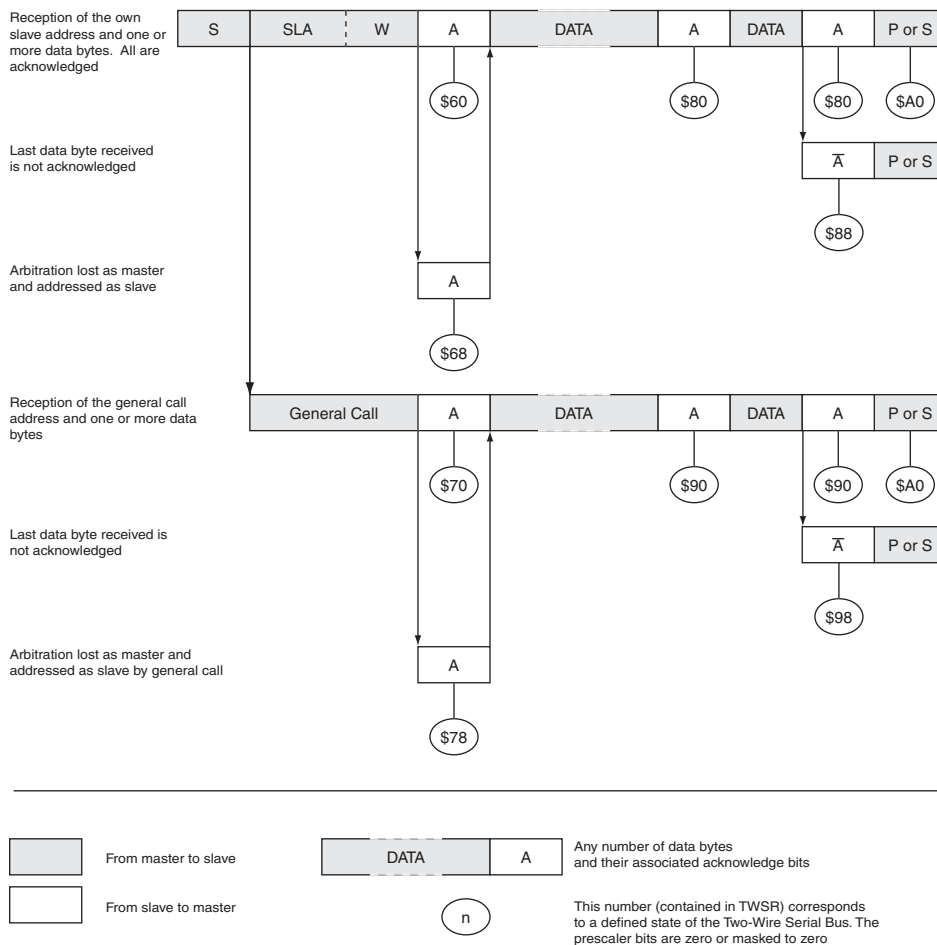 Reception of the own
slave address and one or
more data bytes. All are
acknowledged
S SLA W A DATA A DATA A P or S
$60 $80 $80 $A0
Last data byte received
is not acknowledged
A̅ P or S
$88
Arbitration lost as master
and addressed as slave
A
$68
Reception of the general call
address and one or more data
bytes
General Call A DATA A DATA A P or S
$70 $90 $90 $A0
Last data byte received is
not acknowledged
A̅ P or S
$98
Arbitration lost as master and
addressed as slave by general call
A
$78
From master to slave
DATA A
Any number of data bytes
and their associated acknowledge bits
From slave to master
n
This number (contained in TWSR) corresponds
to a defined state of the Two-Wire Serial Bus. The
prescaler bits are zero or masked to zero